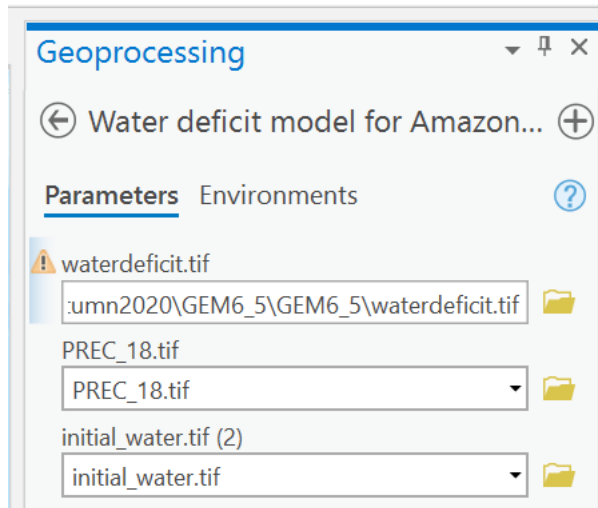 Geoprocessing
Water deficit model for Amazon...
Parameters Environments
waterdeficit.tif
:umn2020\GEM6_5\GEM6_5\waterdeficit.tif
PREC_18.tif
PREC_18.tif
initial_water.tif (2)
initial_water.tif